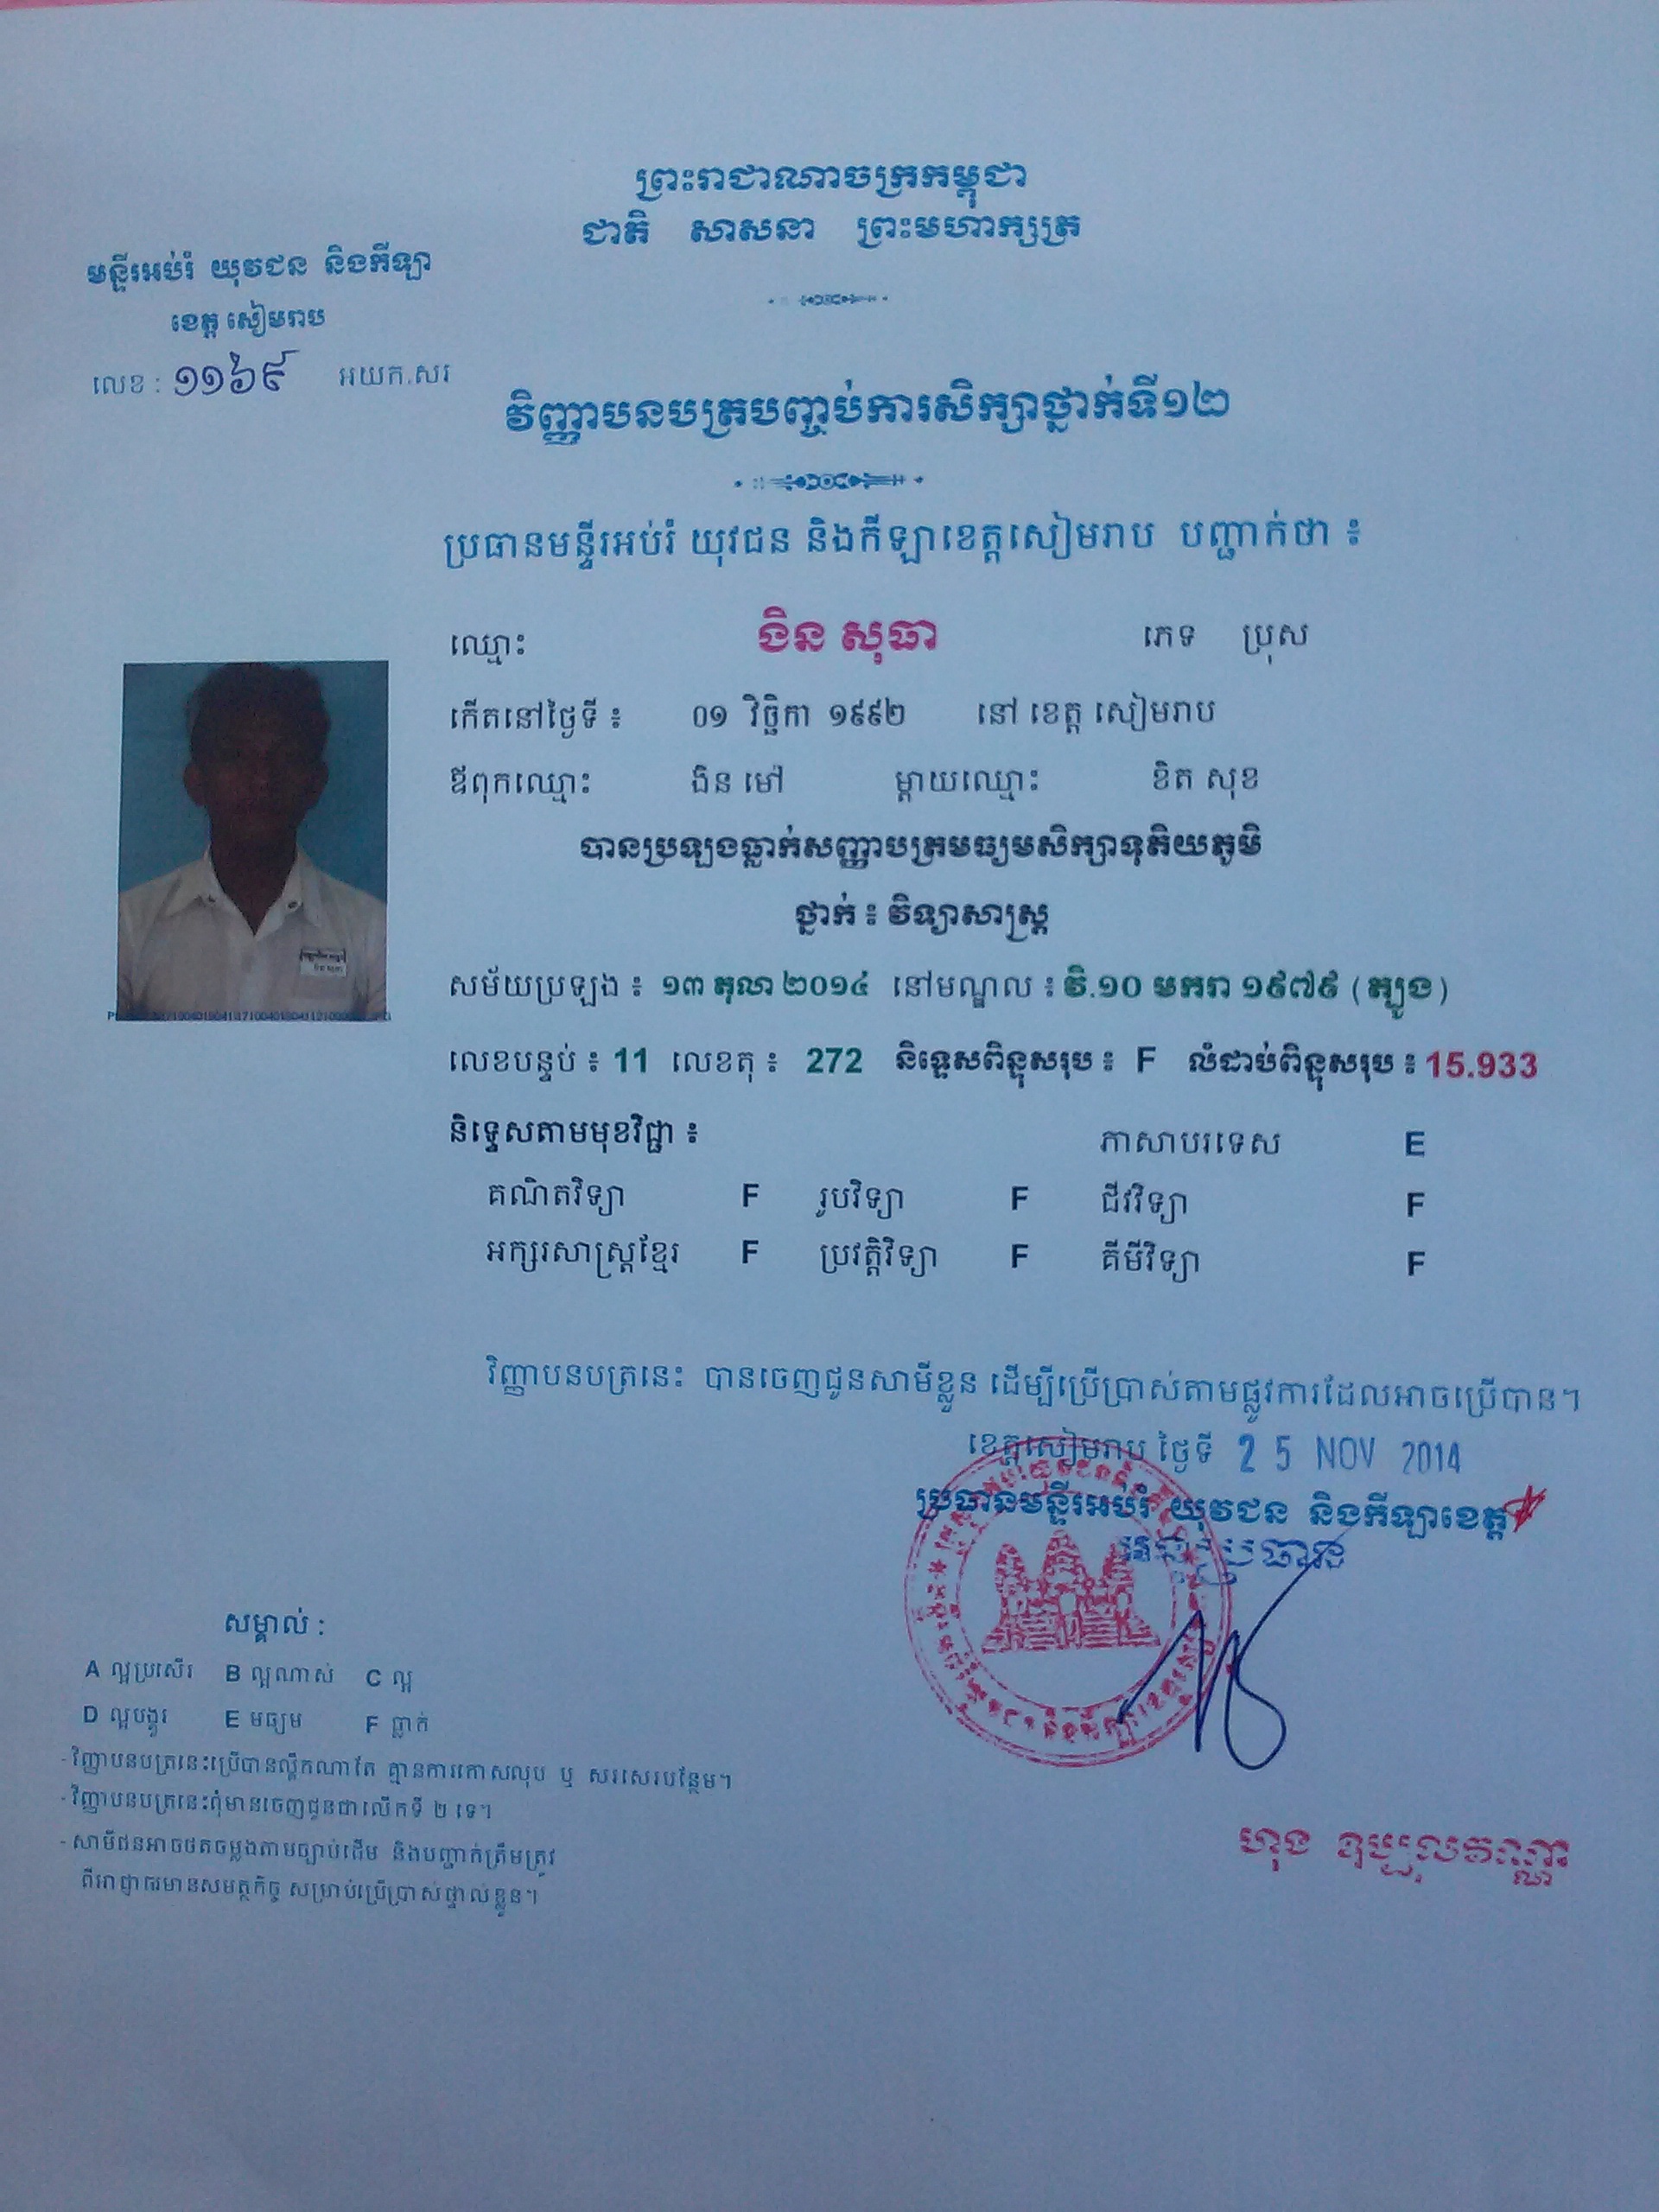 ព្រះរាជាណាចក្រកម្ពុជា
ជាតិ សាសនា ព្រះមហាក្សត្រ
មន្ទីរអប់រំ យុវជន និងកីឡា
ខេត្ត សៀមរាប
លេខ : ១១៦៩ អយក.សរ
វិញ្ញាបនបត្របញ្ចប់ការសិក្សាថ្នាក់ទី១២
ប្រធានមន្ទីរអប់រំ យុវជន និងកីឡាខេត្តសៀមរាប បញ្ជាក់ថា ៖
ឈ្មោះ ងិន សុធា ភេទ ប្រុស
កើតនៅថ្ងៃទី ៖ ០១ វិច្ឆិកា ១៩៩២ នៅ ខេត្ត សៀមរាប
ឪពុកឈ្មោះ ងិន មៅ ម្តាយឈ្មោះ ខិត សុខ
បានប្រឡងធ្លាក់សញ្ញាបត្រមធ្យមសិក្សាទុតិយភូមិ
ថ្នាក់ ៖ វិទ្យាសាស្ត្រ
សម័យប្រឡង ៖ ១៣ តុលា ២០១៤ នៅមណ្ឌល ៖ វិ.១០ មករា ១៩៧៩ (ត្បូង)
លេខបន្ទប់ ៖ 11 លេខតុ ៖ 272 និទ្ទេសពិន្ទុសរុប ៖ F លំដាប់ពិន្ទុសរុប ៖ 15.933
និទ្ទេសតាមមុខវិជ្ជា ៖ ភាសាបរទេស E
គណិតវិទ្យា F រូបវិទ្យា F ជីវវិទ្យា F
អក្សរសាស្ត្រខ្មែរ F ប្រវត្តិវិទ្យា F គីមីវិទ្យា F
វិញ្ញាបនបត្រនេះ បានចេញជូនសាមីខ្លួន ដើម្បីប្រើប្រាស់តាមផ្លូវការដែលអាចប្រើបាន។
ខេត្តសៀមរាប ថ្ងៃទី 25 NOV 2014
ប្រធានមន្ទីរអប់រំ យុវជន និងកីឡាខេត្ត
អនុប្រធាន
សម្គាល់ :
A ល្អប្រសើរ B ល្អណាស់ C ល្អ
D ល្អបង្គួរ E មធ្យម F ធ្លាក់
- វិញ្ញាបនបត្រនេះប្រើបានល្គឹកណាតែ គ្មានការកោសលុប ឬ សរសេរបន្ថែម។
- វិញ្ញាបនបត្រនេះពុំមានចេញជូនជាលើកទី ២ ទេ។
- សាមីជនអាចថតចម្លងតាមច្បាប់ដើម និងបញ្ជាក់ត្រឹមត្រូវ
ពីអាជ្ញាធរមានសមត្ថកិច្ច សម្រាប់ប្រើប្រាស់ផ្ទាល់ខ្លួន។
ហុង ឧប្បលគណ្ណា